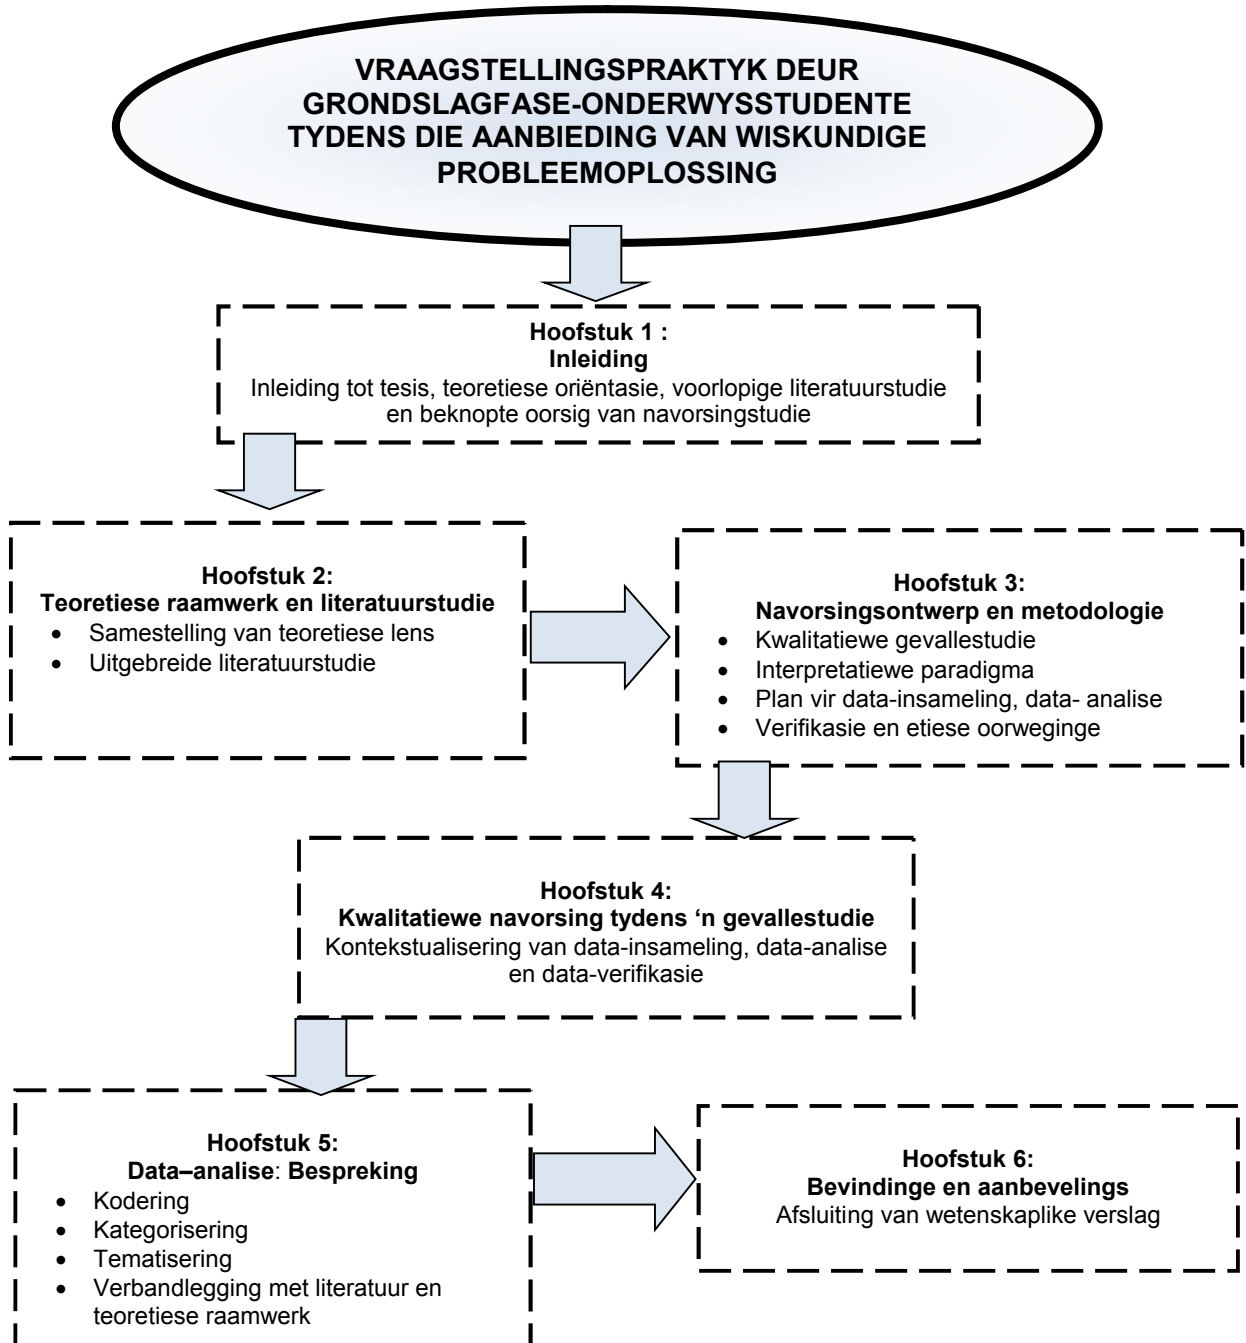 VRAAGSTELLINGSPRAKTYK DEUR
GRONDSLAGFASE-ONDERWYSSTUDENTE
TYDENS DIE AANBIEDING VAN WISKUNDIGE
PROBLEEMOPLOSSING
Hoofstuk 1 :
Inleiding
Inleiding tot tesis, teoretiese oriëntasie, voorlopige literatuurstudie
en beknopte oorsig van navorsingstudie
Hoofstuk 2:
Teoretiese raamwerk en literatuurstudie
• Samestelling van teoretiese lens
• Uitgebreide literatuurstudie
Hoofstuk 3:
Navorsingsontwerp en metodologie
• Kwalitatiewe gevallestudie
• Interpretatiewe paradigma
• Plan vir data-insameling, data- analise
• Verifikasie en etiese oorweginge
Hoofstuk 4:
Kwalitatiewe navorsing tydens ‘n gevallestudie
Kontekstualisering van data-insameling, data-analise
en data-verifikasie
Hoofstuk 5:
Data–analise: Bespreking
• Kodering
• Kategorisering
• Tematisering
• Verbandlegging met literatuur en
teoretiese raamwerk
Hoofstuk 6:
Bevindinge en aanbevelings
Afsluiting van wetenskaplike verslag